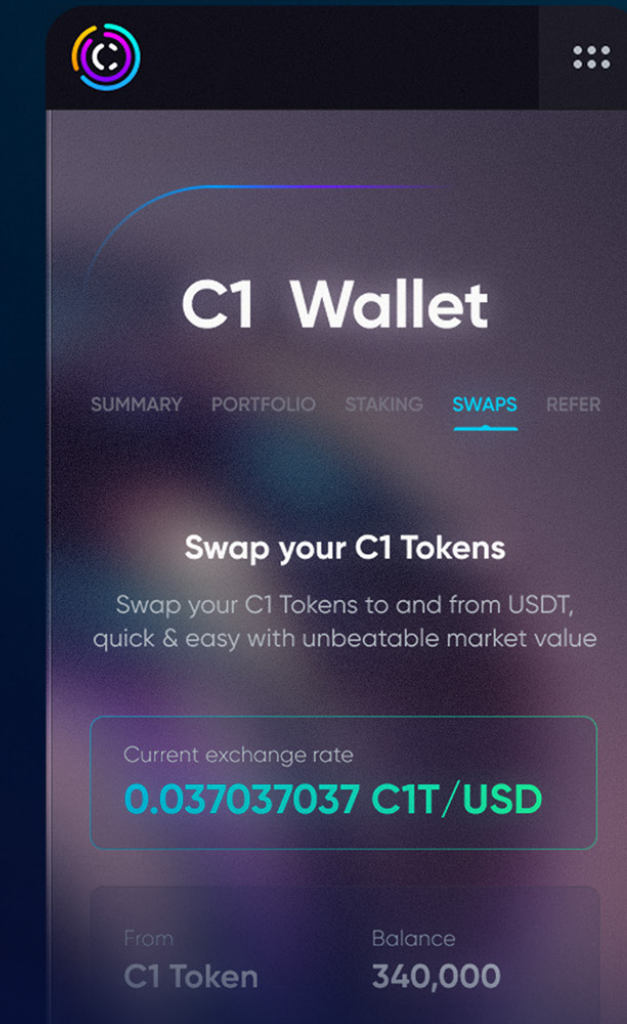 C1 Wallet
SUMMARY PORTFOLIO STAKING SWAPS REFER
Swap your C1 Tokens
Swap your C1 Tokens to and from USDT,
quick & easy with unbeatable market value
Current exchange rate
0.037037037 C1T/USD
From Balance
C1 Token 340,000